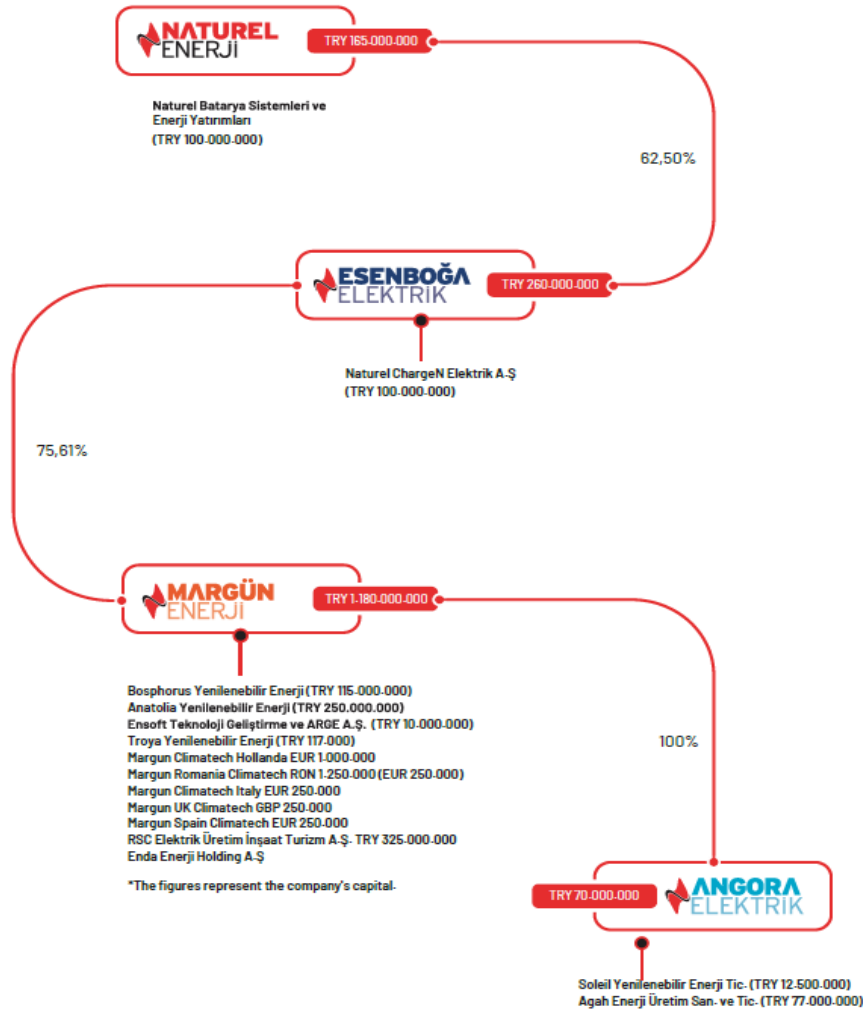 NATUREL
ENERJİ
TRY 165.000.000
Naturel Batarya Sistemleri ve
Enerji Yatırımları
(TRY 100.000.000)
62,50%
ESENBOĞA
ELEKTRİK
TRY 260.000.000
Naturel ChargeN Elektrik A.Ş
(TRY 100.000.000)
75,61%
MARGÜN
ENERJİ
TRY 1.180.000.000
Bosphorus Yenilenebilir Enerji (TRY 115.000.000)
Anatolia Yenilenebilir Enerji (TRY 250.000.000)
Ensoft Teknoloji Geliştirme ve ARGE A.Ş. (TRY 10.000.000)
Troya Yenilenebilir Enerji (TRY 117.000)
Margun Climatech Hollanda EUR 1.000.000
Margun Romania Climatech RON 1.250.000 (EUR 250.000)
Margun Climatech Italy EUR 250.000
Margun UK Climatech GBP 250.000
Margun Spain Climatech EUR 250.000
RSC Elektrik Üretim İnşaat Turizm A.Ş. TRY 325.000.000
Enda Enerji Holding A.Ş
*The figures represent the company's capital.
100%
TRY 70.000.000
ANGORA
ELEKTRİK
Soleil Yenilenebilir Enerji Tic. (TRY 12.500.000)
Agah Enerji Üretim San. ve Tic. (TRY 77.000.000)